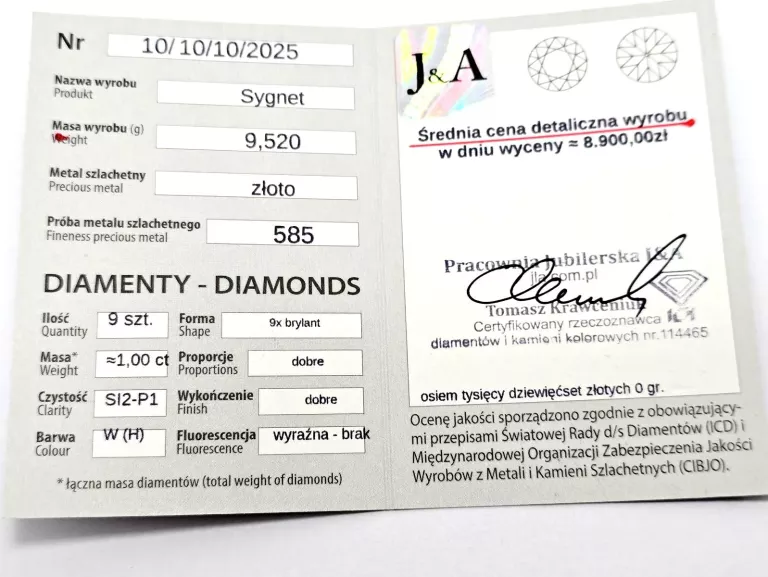 Nr 10/10/10/2025
Nazwa wyrobu
Produkt
Sygnet
Masa wyrobu (g)
Weight
9,520
Metal szlachetny
Precious metal
złoto
Próba metalu szlachetnego
Fineness precious metal
585
DIAMENTY - DIAMONDS
Ilość
Quantity
9 szt.
Forma
Shape
9x brylant
Masa*
Weight
≈1,00 ct
Proporcje
Proportions
dobre
Czystość
Clarity
SI2-P1
Wykończenie
Finish
dobre
Barwa
Colour
W (H)
Fluorescencja
Fluorescence
wyraźna - brak
* łączna masa diamentów (total weight of diamonds)
J&A
Średnia cena detaliczna wyrobu
w dniu wyceny ≈ 8.900,00zł
Pracownia Jubilerska J&A
Tomasz Krawceniuk
Certyfikowany rzeczoznawca
diamentów i kamieni kolorowych nr.114465
osiem tysięcy dziewięćset złotych 0 gr.
Ocenę jakości sporządzono zgodnie z obowiązują-
mi przepisami Światowej Rady d/s Diamentów (ICD) i
Międzynarodowej Organizacji Zabezpieczenia Jakości
Wyrobów z Metali i Kamieni Szlachetnych (CIBJO).